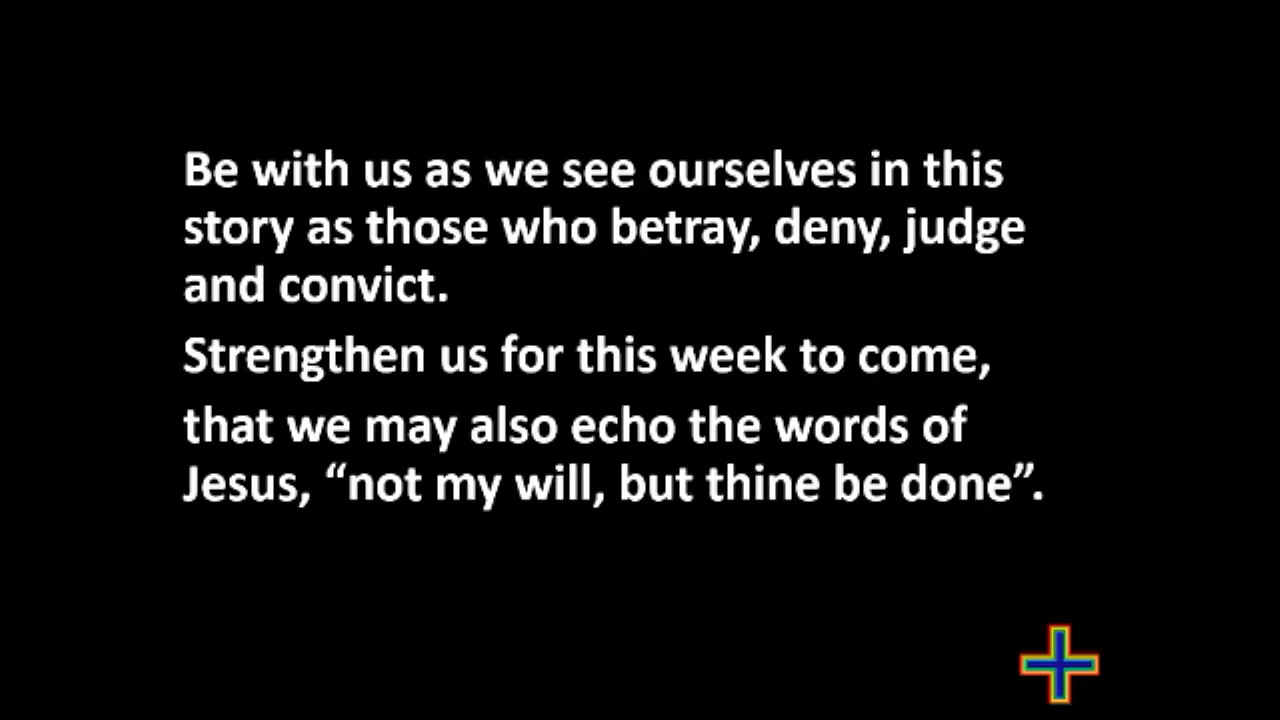 Be with us as we see ourselves in this
story as those who betray, deny, judge
and convict.
Strengthen us for this week to come,
that we may also echo the words of
Jesus, “not my will, but thine be done”.